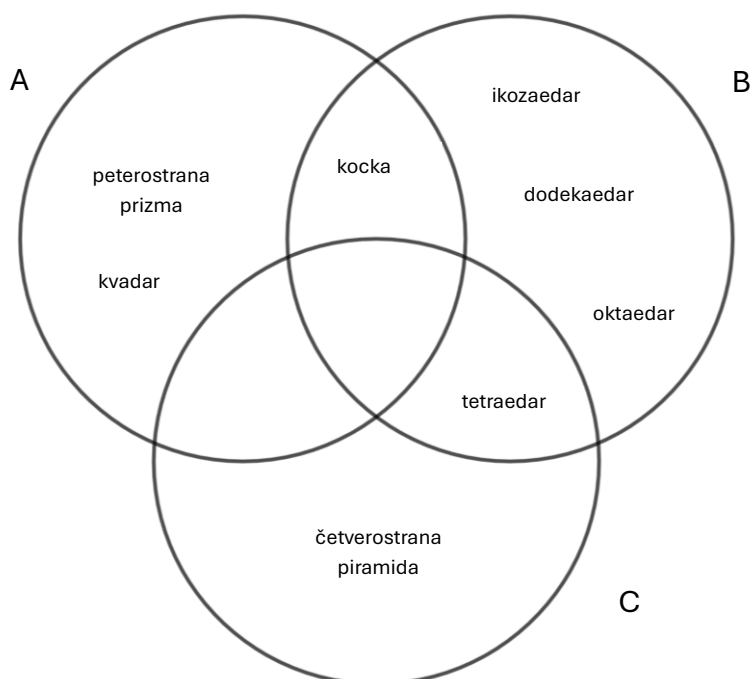 A
B
ikozaedar
kocka
peterostrana
prizma
dodekaedar
kvadar
oktaedar
tetraedar
četverostrana
piramida
C